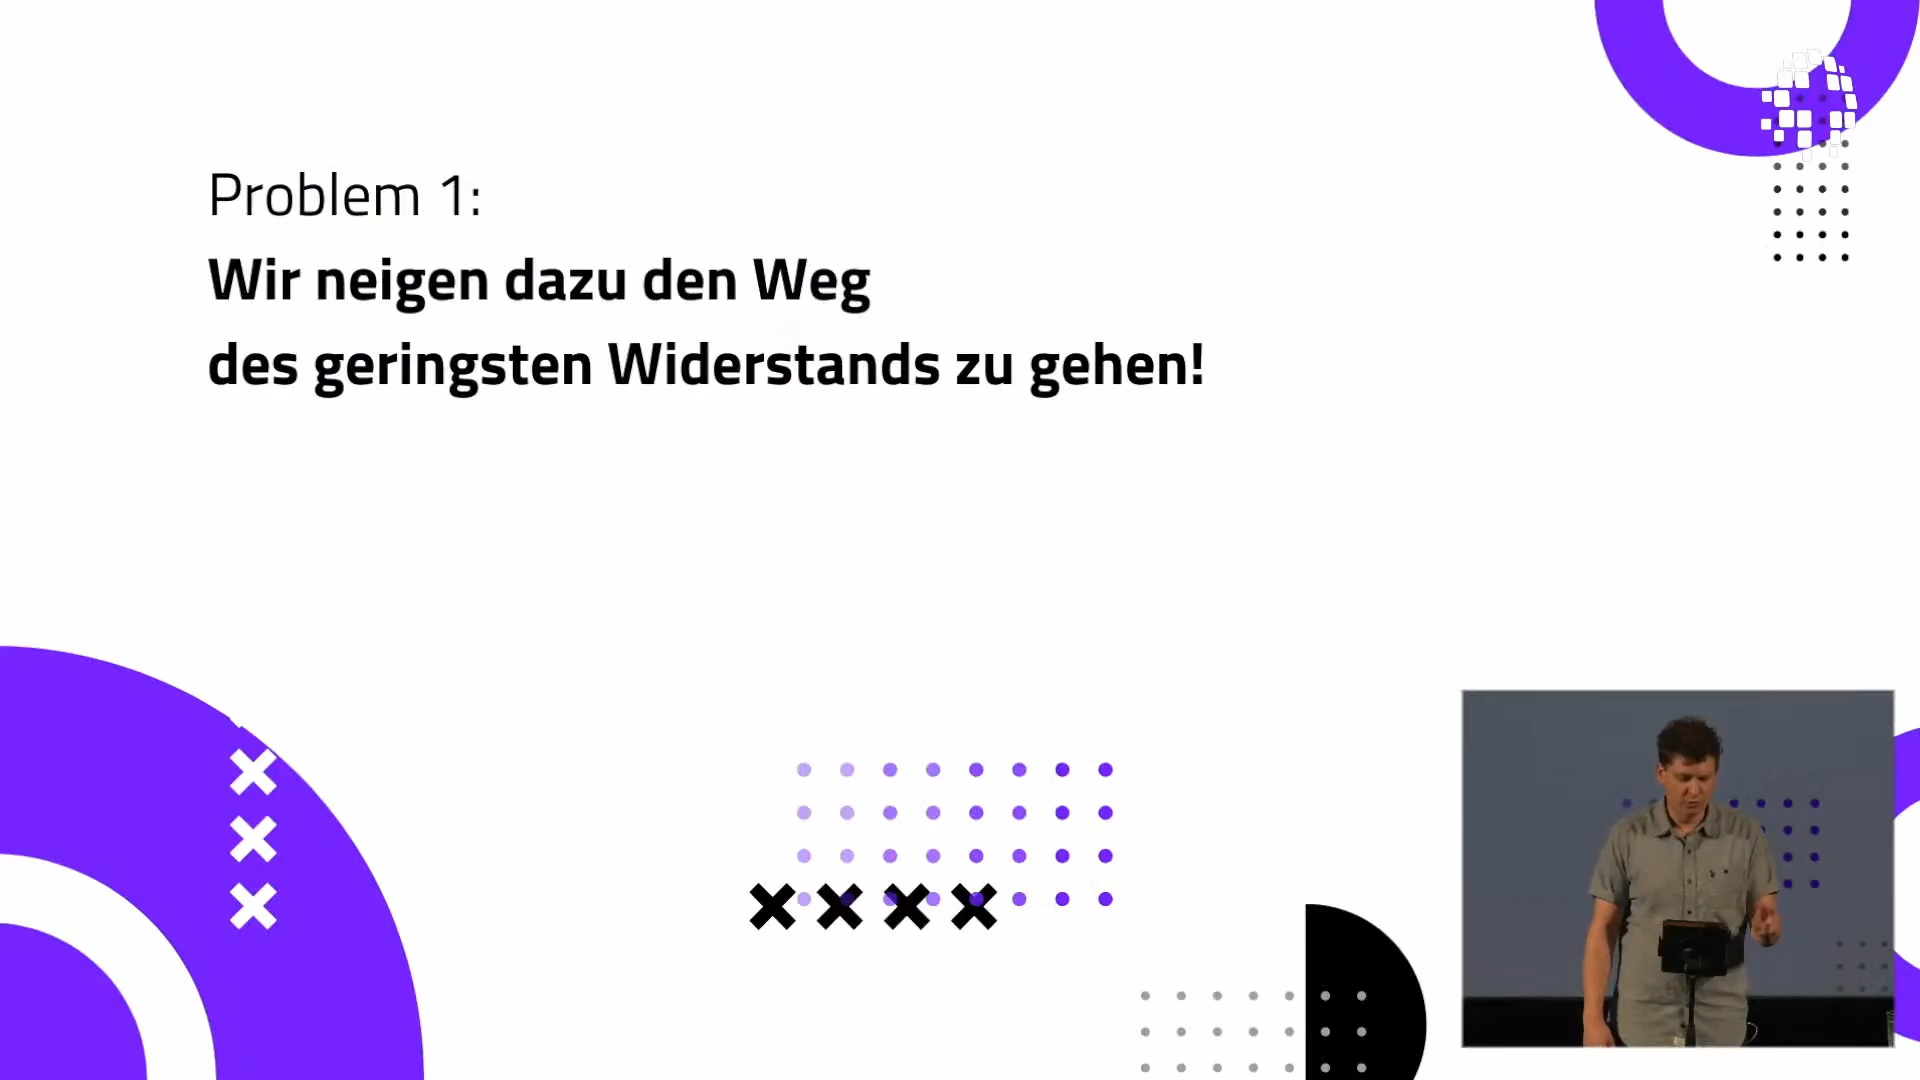 Problem 1:
Wir neigen dazu den Weg
des geringsten Widerstands zu gehen!